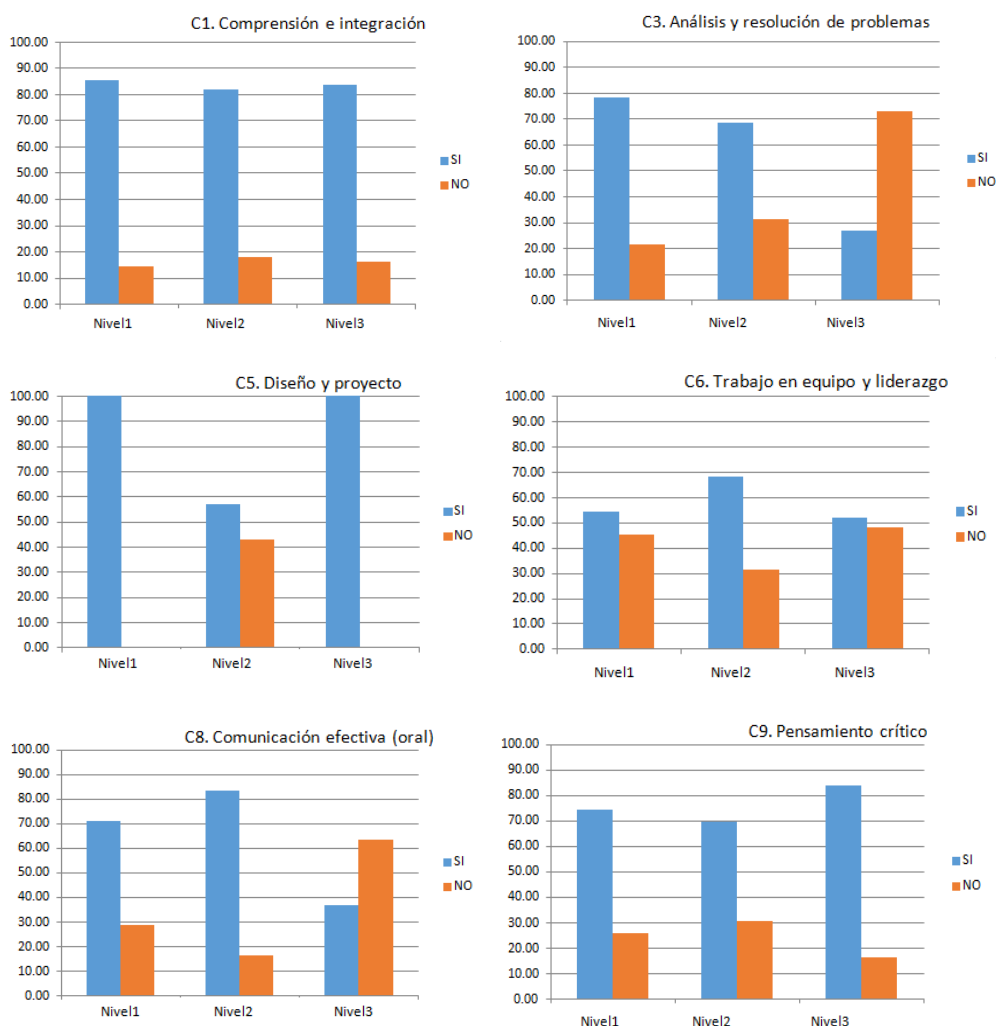 C1. Comprensión e integración
100.00
90.00
80.00
70.00
60.00
50.00
40.00
30.00
20.00
10.00
0.00
Nivel1 Nivel2 Nivel3
SI
NO
C3. Análisis y resolución de problemas
100.00
90.00
80.00
70.00
60.00
50.00
40.00
30.00
20.00
10.00
0.00
Nivel1 Nivel2 Nivel3
SI
NO
C5. Diseño y proyecto
100.00
90.00
80.00
70.00
60.00
50.00
40.00
30.00
20.00
10.00
0.00
Nivel1 Nivel2 Nivel3
SI
NO
C6. Trabajo en equipo y liderazgo
100.00
90.00
80.00
70.00
60.00
50.00
40.00
30.00
20.00
10.00
0.00
Nivel1 Nivel2 Nivel3
SI
NO
C8. Comunicación efectiva (oral)
100.00
90.00
80.00
70.00
60.00
50.00
40.00
30.00
20.00
10.00
0.00
Nivel1 Nivel2 Nivel3
SI
NO
C9. Pensamiento crítico
100.00
90.00
80.00
70.00
60.00
50.00
40.00
30.00
20.00
10.00
0.00
Nivel1 Nivel2 Nivel3
SI
NO